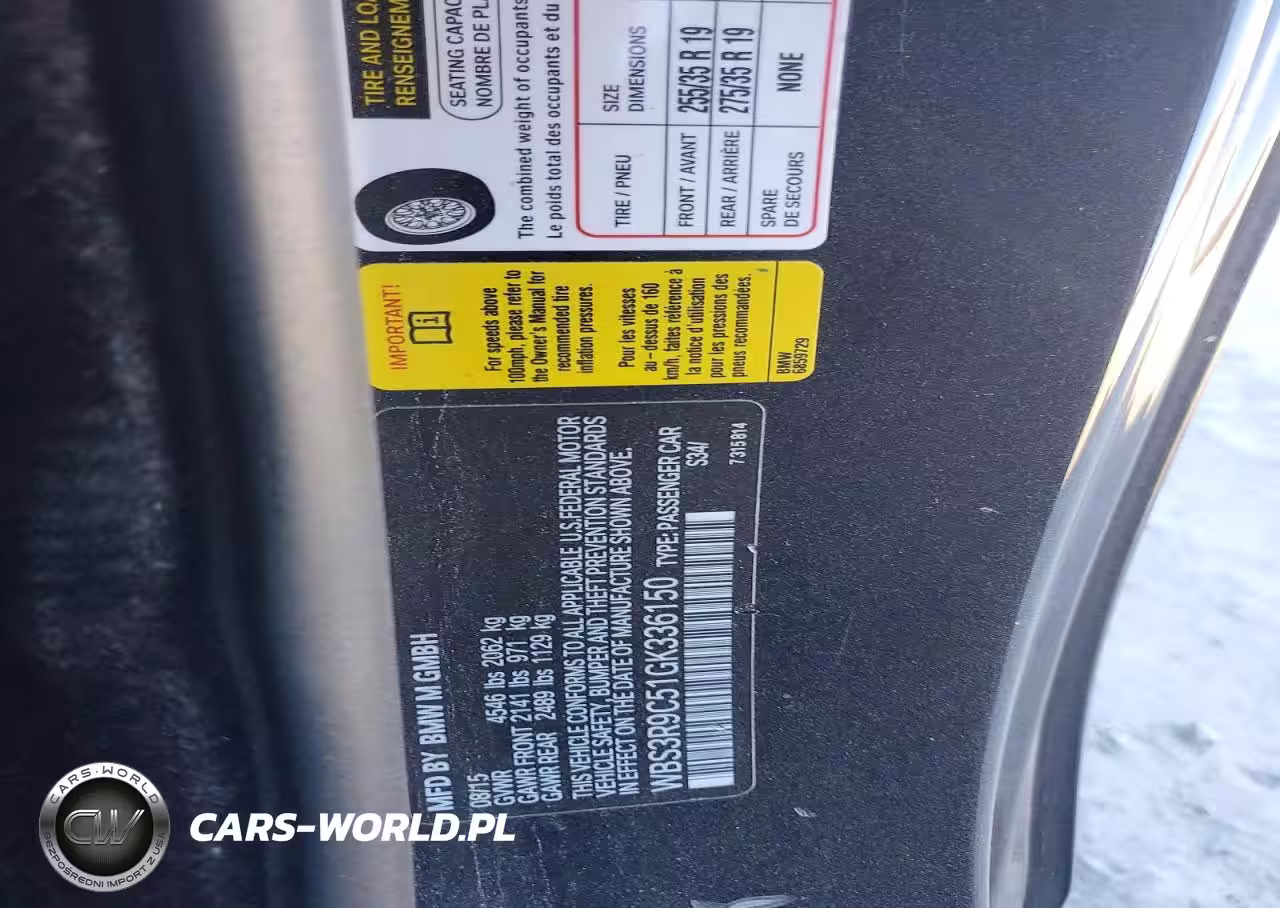 TIRE AND LOA
RENSEIGNEM
SEATING CAPAC
NOMBRE DE PL
The combined weight of occupants
Le poids total des occupants et du
TIRE / PNEU
SIZE
DIMENSIONS
FRONT / AVANT
255/35 R 19
REAR / ARRIÈRE
275/35 R 19
SPARE
DE SECOURS
NONE
IMPORTANT!
i
For speeds above
100mph, please refer to
the Owner's Manual for
recommended tire
inflation pressures.
Pour les vitesses
au-dessus de 160
km/h, faites référence à
la notice d'utilisation
pour les pressions des
pneus recommandées.
BMW
6859729
MFD BY BMW M GMBH
08/15
GVWR 4546 lbs 2062 kg
GAWR FRONT 2141 lbs 971 kg
GAWR REAR 2489 lbs 1129 kg
THIS VEHICLE CONFORMS TO ALL APPLICABLE U.S.FEDERAL MOTOR
VEHICLE SAFETY, BUMPER AND THEFT PREVENTION STANDARDS
IN EFFECT ON THE DATE OF MANUFACTURE SHOWN ABOVE.
WBS3R9C51GK336150 TYPE: PASSENGER CAR
S34/
7315814
CARS-WORLD
CW
BEZPOŚREDNI IMPORT Z USA
CARS-WORLD.PL